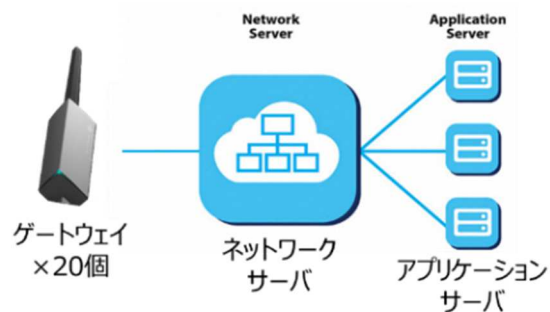 Network
Server
Application
Server
ゲートウェイ
×20個
ネットワーク
サーバ
アプリケーション
サーバ